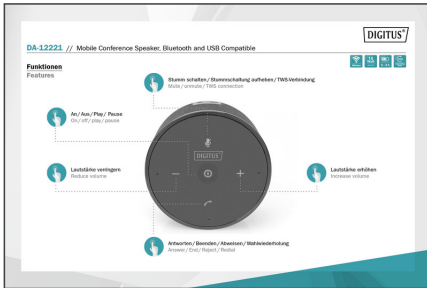 DIGITUS®
DA-12221 // Mobile Conference Speaker, Bluetooth and USB Compatible
Funktionen
Features
Stumm schalten / Stummschaltung aufheben / TWS-Verbindung
Mute / unmute / TWS connection
An / Aus / Play / Pause
On / off / play / pause
DIGITUS
Lautstärke verringern
Reduce volume
Lautstärke erhöhen
Increase volume
Antworten / Beenden / Abweisen / Wahlwiederholung
Answer / End / Reject / Redial